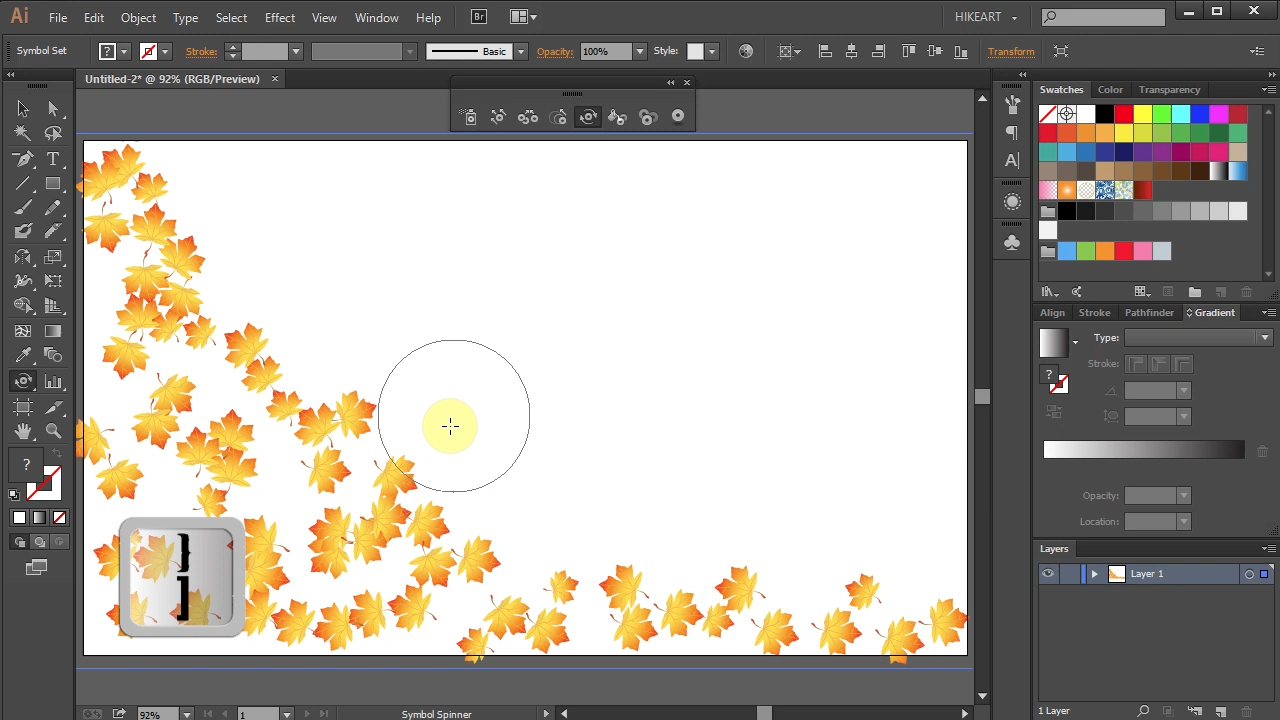 Ai File Edit Object Type Select Effect View Window Help Br HIKEART
Symbol Set ? Stroke: Basic Opacity: 100% Style: Transform
Untitled-2* @ 92% (RGB/Preview)
Swatches Color Transparency
Align Stroke Pathfinder Gradient
Type:
Stroke:
?
Opacity:
Location:
Layers
Layer 1
1 Layer
?
}
]
92% 1 Symbol Spinner